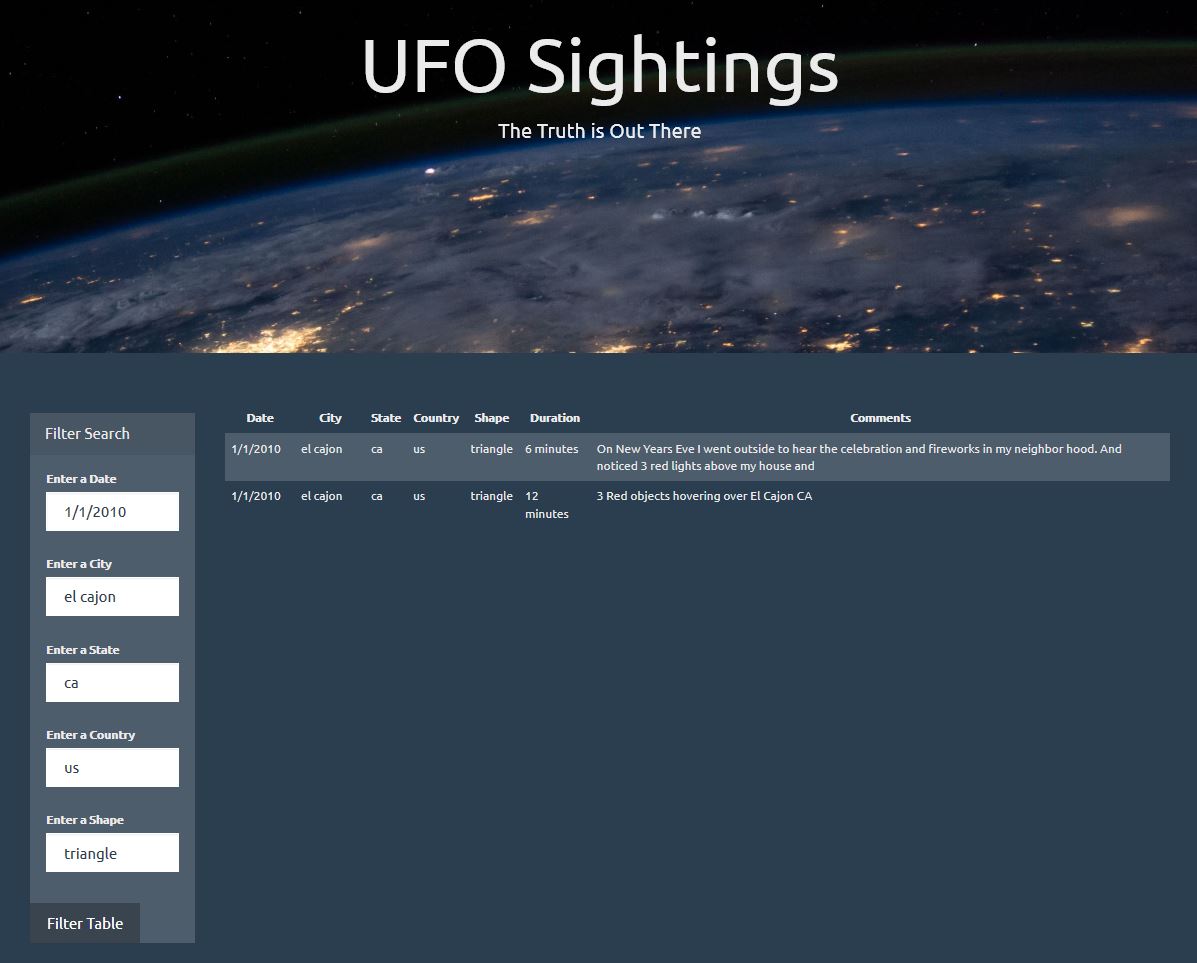 UFO Sightings
The Truth is Out There
Filter Search
Enter a Date
1/1/2010
Enter a City
el cajon
Enter a State
ca
Enter a Country
us
Enter a Shape
triangle
Filter Table
Date City State Country Shape Duration Comments
1/1/2010 el cajon ca us triangle 6 minutes On New Years Eve I went outside to hear the celebration and fireworks in my neighbor hood. And
noticed 3 red lights above my house and
1/1/2010 el cajon ca us triangle 12 3 Red objects hovering over El Cajon CA
minutes